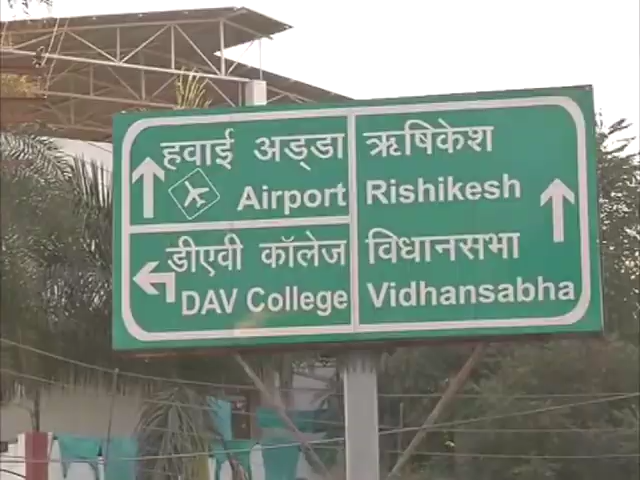 हवाई अड्डा
Airport
डीएवी कॉलेज
DAV College
ऋषिकेश
Rishikesh
विधानसभा
Vidhansabha